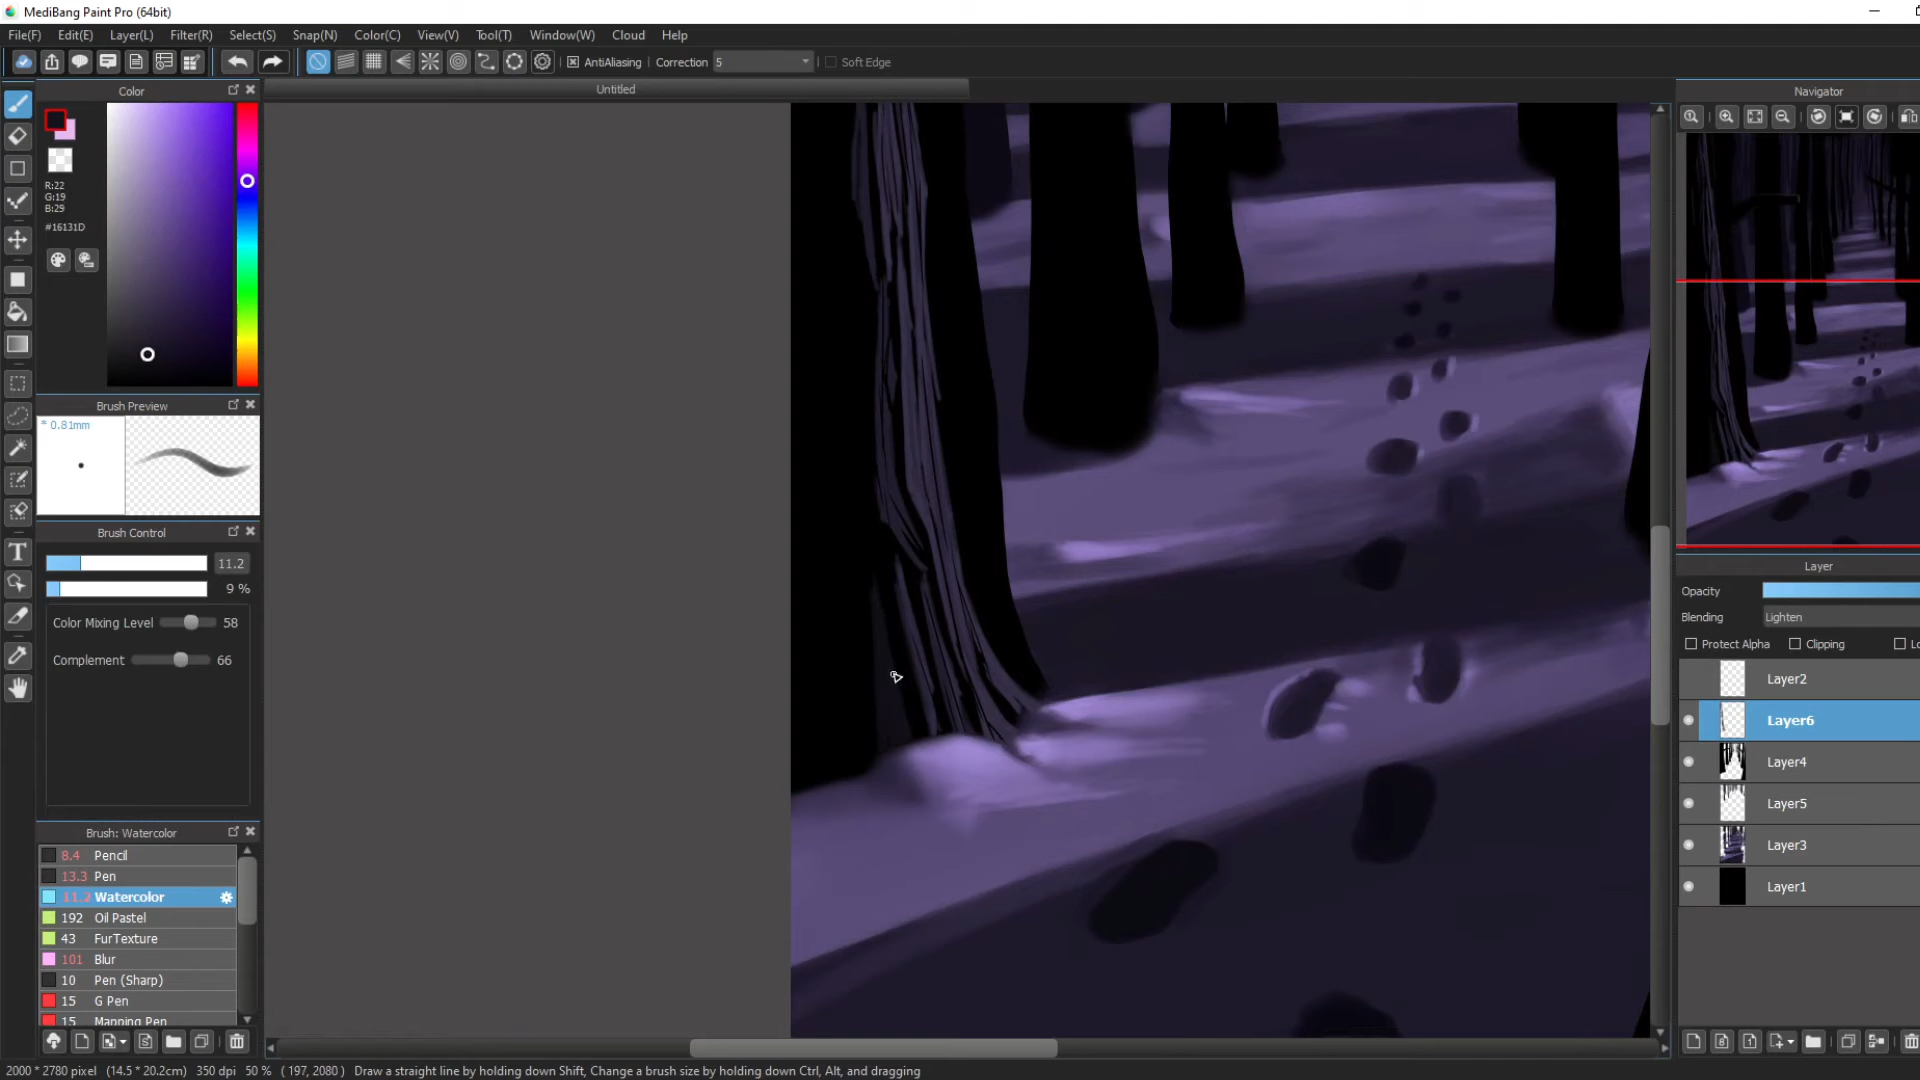 MediBang Paint Pro (64bit)
File(F) Edit(E) Layer(L) Filter(R) Select(S) Snap(N) Color(C) View(V) Tool(T) Window(W) Cloud Help
AntiAliasing Correction 5 Soft Edge
Color Untitled Navigator
R:22
G:19
B:29
#16131D
Brush Preview
* 0.81mm
Brush Control
11.2
9 %
Color Mixing Level 58
Complement 66
Brush: Watercolor
8.4 Pencil
13.3 Pen
11.2 Watercolor
192 Oil Pastel
43 FurTexture
101 Blur
10 Pen (Sharp)
15 G Pen
15 Mapping Pen
Layer
Opacity
Blending Lighten
Protect Alpha Clipping Lo
Layer2
Layer6
Layer4
Layer5
Layer3
Layer1
2000 * 2780 pixel (14.5 * 20.2cm) 350 dpi 50 % ( 197, 2080 ) Draw a straight line by holding down Shift, Change a brush size by holding down Ctrl, Alt, and dragging